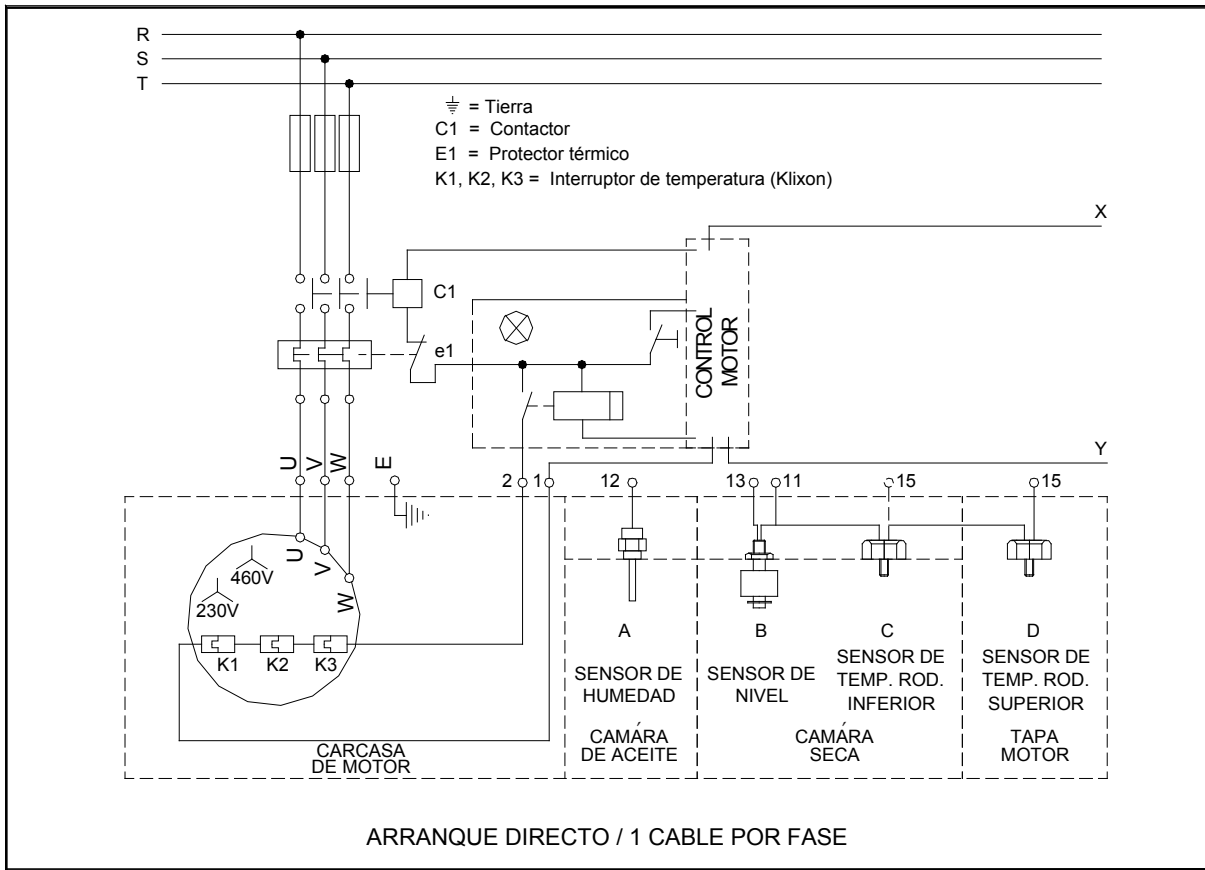 R
S
T
= Tierra
C1 = Contactor
E1 = Protector térmico
K1, K2, K3 = Interruptor de temperatura (Klixon)
X
C1
CONTROL
MOTOR
e1
Y
U
V
W
E
2
1
12
13
11
15
15
U
V
W
460V
230V
K1
K2
K3
A
B
C
D
SENSOR DE
HUMEDAD
SENSOR DE
NIVEL
SENSOR DE
TEMP. ROD.
INFERIOR
SENSOR DE
TEMP. ROD.
SUPERIOR
CARCASA
DE MOTOR
CAMÁRA
DE ACEITE
CAMÁRA
SECA
TAPA
MOTOR
ARRANQUE DIRECTO / 1 CABLE POR FASE